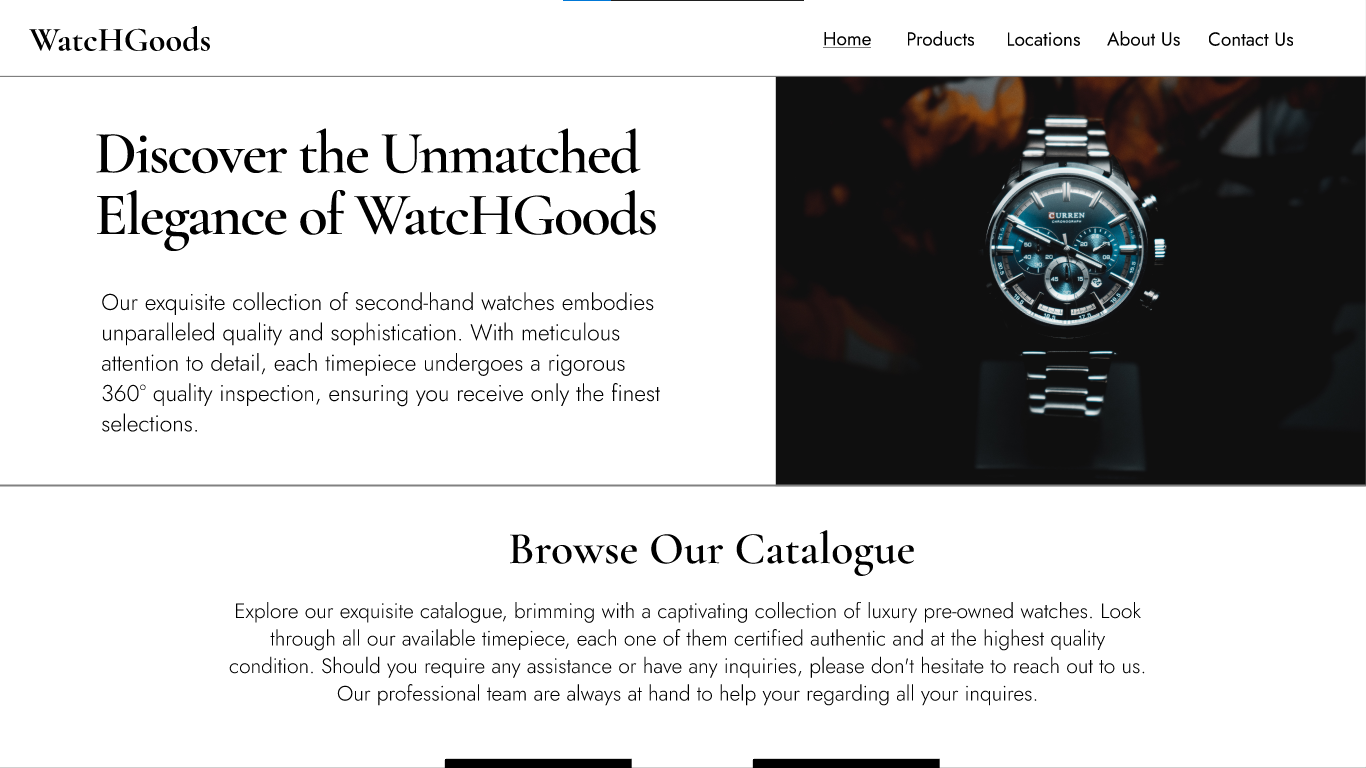 WatcHGoods
Home Products Locations About Us Contact Us
Discover the Unmatched
Elegance of WatcHGoods
Our exquisite collection of second-hand watches embodies
unparalleled quality and sophistication. With meticulous
attention to detail, each timepiece undergoes a rigorous
360° quality inspection, ensuring you receive only the finest
selections.
CURREN
CHRONOGRAPH
Browse Our Catalogue
Explore our exquisite catalogue, brimming with a captivating collection of luxury pre-owned watches. Look
through all our available timepiece, each one of them certified authentic and at the highest quality
condition. Should you require any assistance or have any inquiries, please don't hesitate to reach out to us.
Our professional team are always at hand to help your regarding all your inquires.